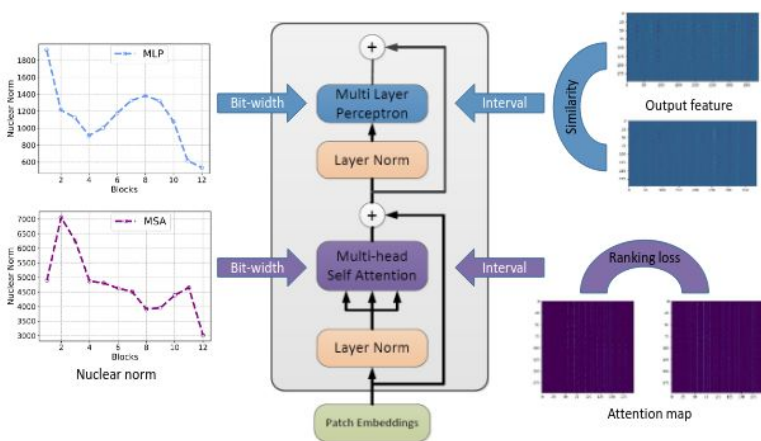 MLP
Nuclear Norm
1800
1600
1400
1200
1000
800
600
2 4 6 8 10 12
Blocks
MSA
Nuclear Norm
7000
6500
6000
5500
5000
4500
4000
3500
3000
2 4 6 8 10 12
Blocks
Nuclear norm
Bit-width
Bit-width
Multi Layer
Perceptron
Layer Norm
Multi-head
Self Attention
Layer Norm
Patch Embeddings
Interval
Interval
Similarity
Output feature
Ranking loss
Attention map